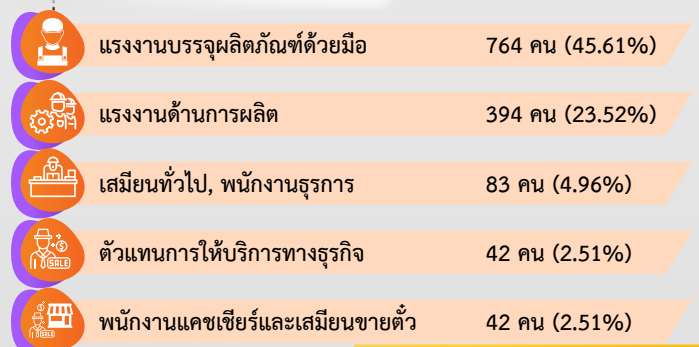 แรงงานบรรจุผลิตภัณฑ์ด้วยมือ 764 คน (45.61%)
แรงงานด้านการผลิต 394 คน (23.52%)
เสมียนทั่วไป, พนักงานธุรการ 83 คน (4.96%)
SALE ตัวแทนการให้บริการทางธุรกิจ 42 คน (2.51%)
SALE พนักงานแคชเชียร์และเสมียนขายตั๋ว 42 คน (2.51%)